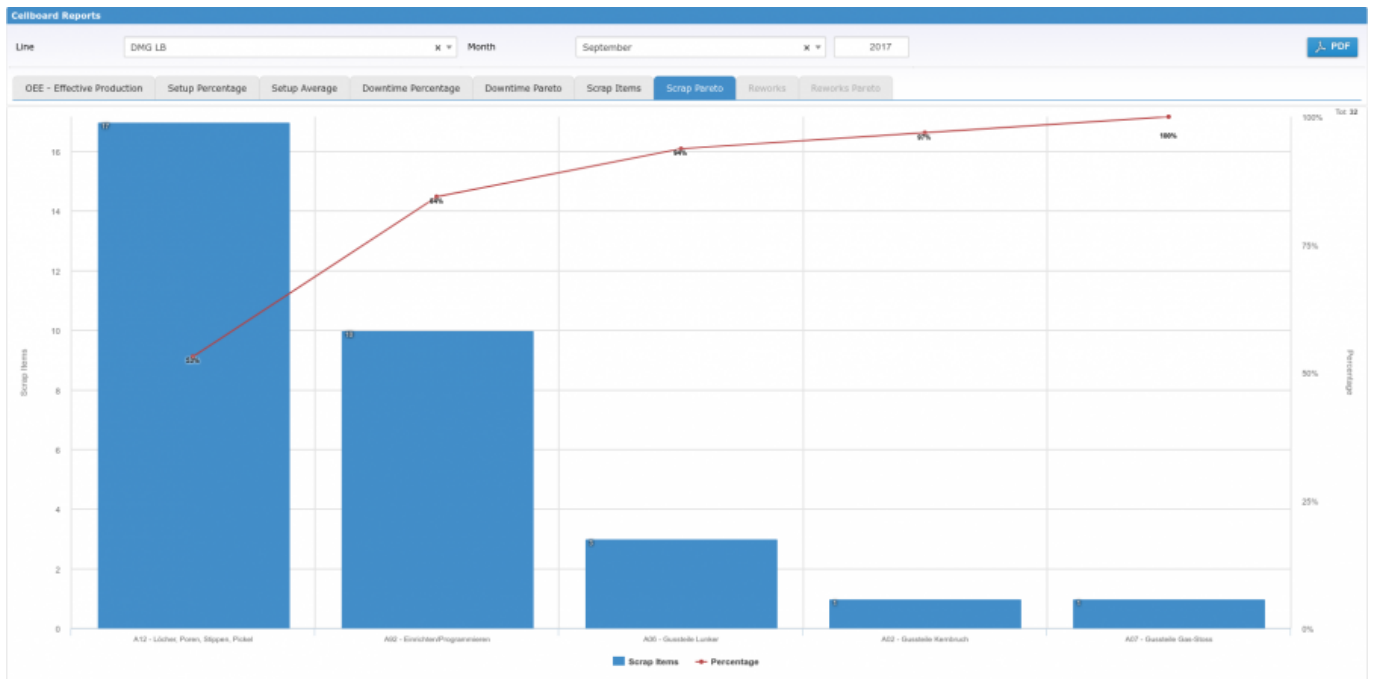 Cellboard Reports
Line DMG LB x Month September x 2017 PDF
OEE - Effective Production Setup Percentage Setup Average Downtime Percentage Downtime Pareto Scrap Items Scrap Pareto Reworks Reworks Pareto
Tot: 32
100%
17
16
14
12
10
8
6
4
2
0
Scrap Items
53%
84%
94%
97%
100%
10
3
1
1
75%
50%
25%
0%
Percentage
A12 - Löcher, Poren, Stippen, Pickel
Einrichten/Programmieren
Gussteile Lunker
Gussteile Kernbruch
A07 - Gussteile Gas-Stoss
Scrap Items Percentage